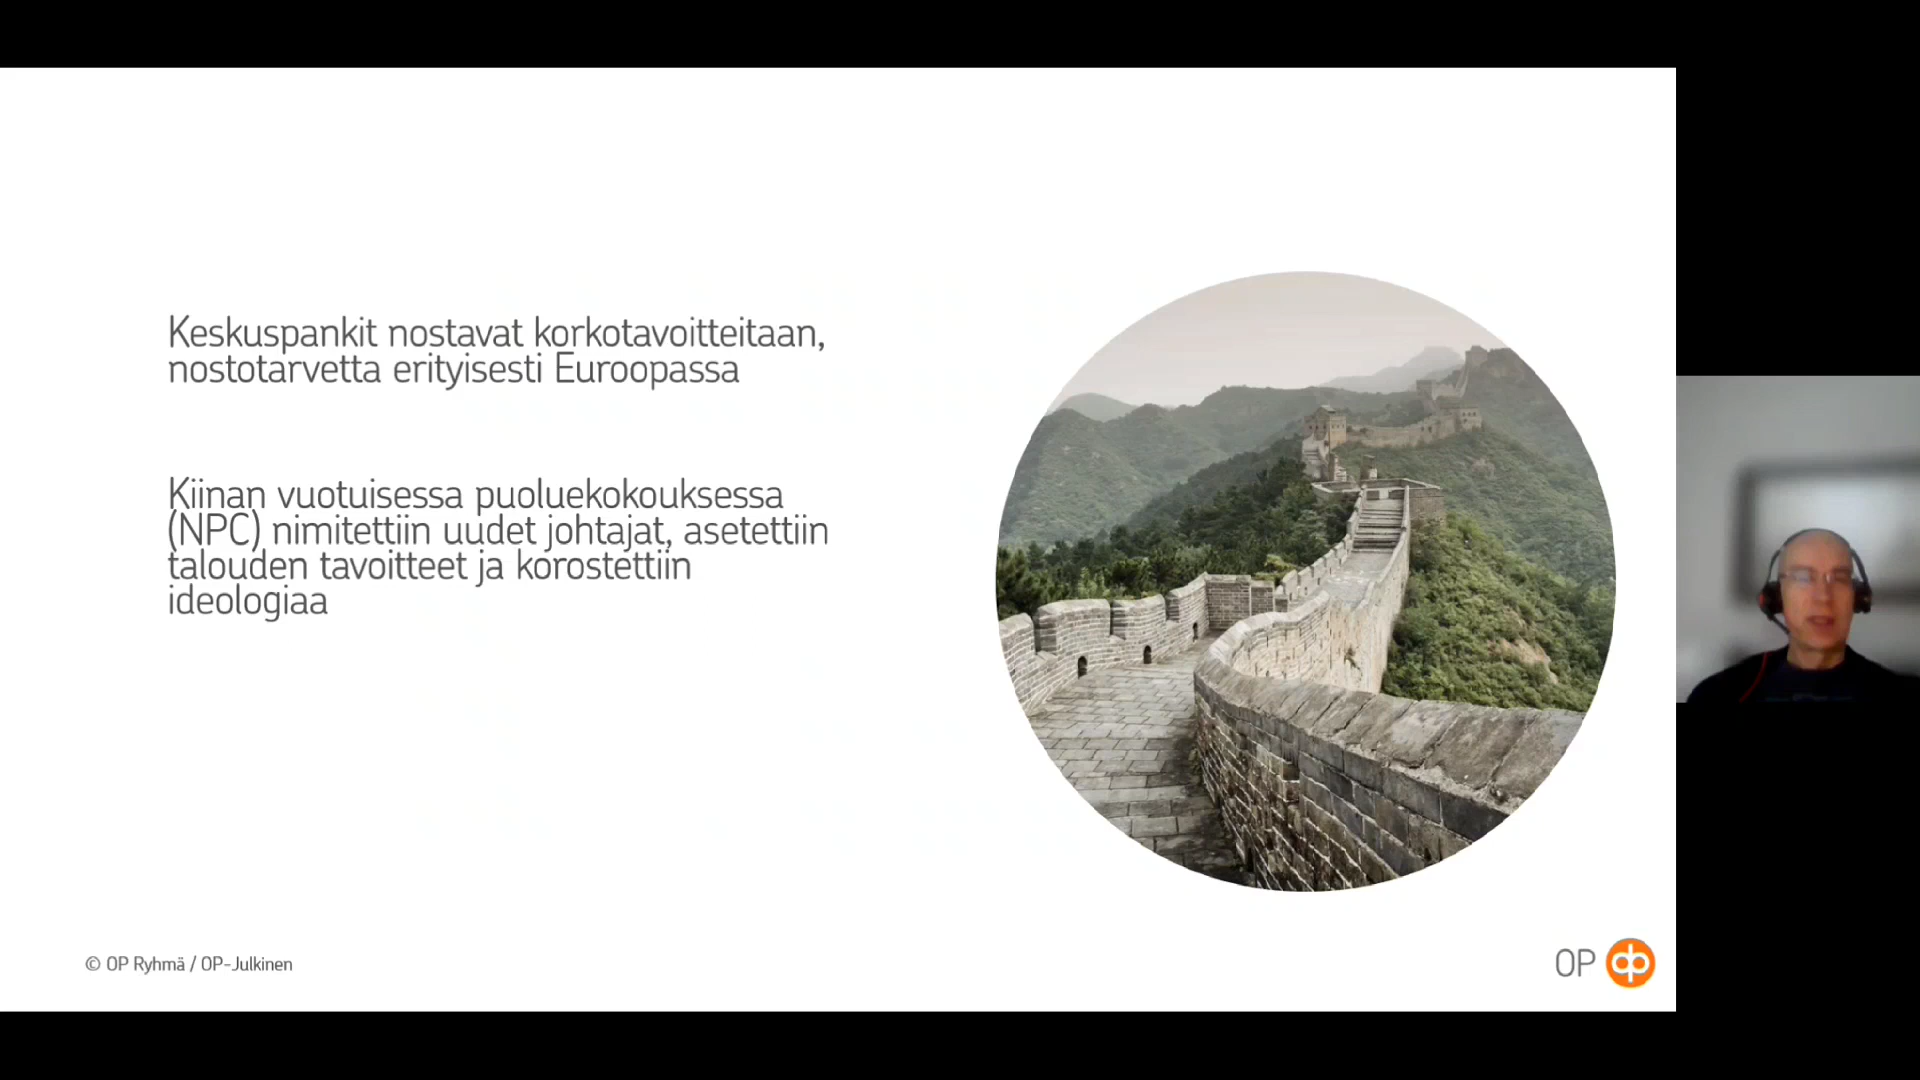 Keskuspankit nostavat korkotavoitteitaan,
nostotarvetta erityisesti Euroopassa
Kiinan vuotuisessa puoluekokouksessa
(NPC) nimitettiin uudet johtajat, asetettiin
talouden tavoitteet ja korostettiin
ideologiaa
© OP Ryhmä / OP-Julkinen
OP